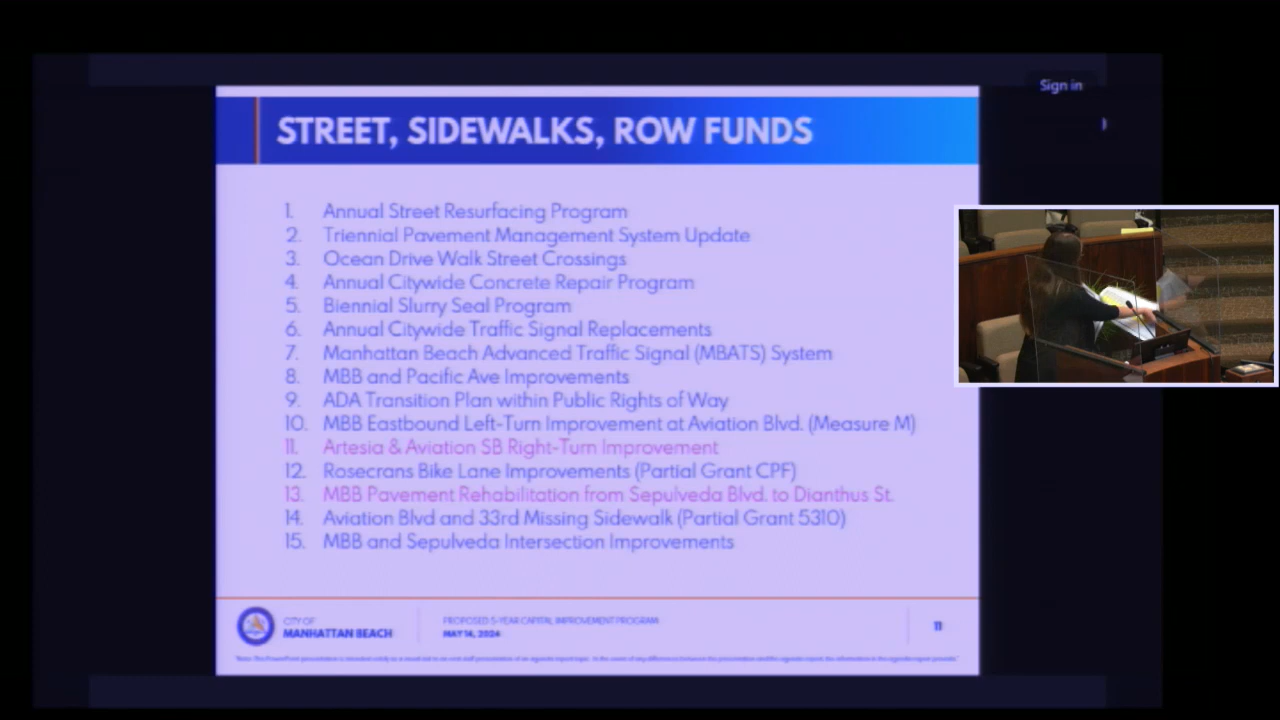 Sign in
STREET, SIDEWALKS, ROW FUNDS
1. Annual Street Resurfacing Program
2. Triennial Pavement Management System Update
3. Ocean Drive Walk Street Crossings
4. Annual Citywide Concrete Repair Program
5. Biennial Slurry Seal Program
6. Annual Citywide Traffic Signal Replacements
7. Manhattan Beach Advanced Traffic Signal (MBATS) System
8. MBB and Pacific Ave Improvements
9. ADA Transition Plan within Public Rights of Way
10. MBB Eastbound Left-Turn Improvement at Aviation Blvd. (Measure M)
11. Artesia & Aviation SB Right-Turn Improvement
12. Rosecrans Bike Lane Improvements (Partial Grant CPF)
13. MBB Pavement Rehabilitation from Sepulveda Blvd. to Dianthus St.
14. Aviation Blvd and 33rd Missing Sidewalk (Partial Grant 5310)
15. MBB and Sepulveda Intersection Improvements
CITY OF
MANHATTAN BEACH
PROPOSED 5-YEAR CAPITAL IMPROVEMENT PROGRAM
MAY 14, 2024
11